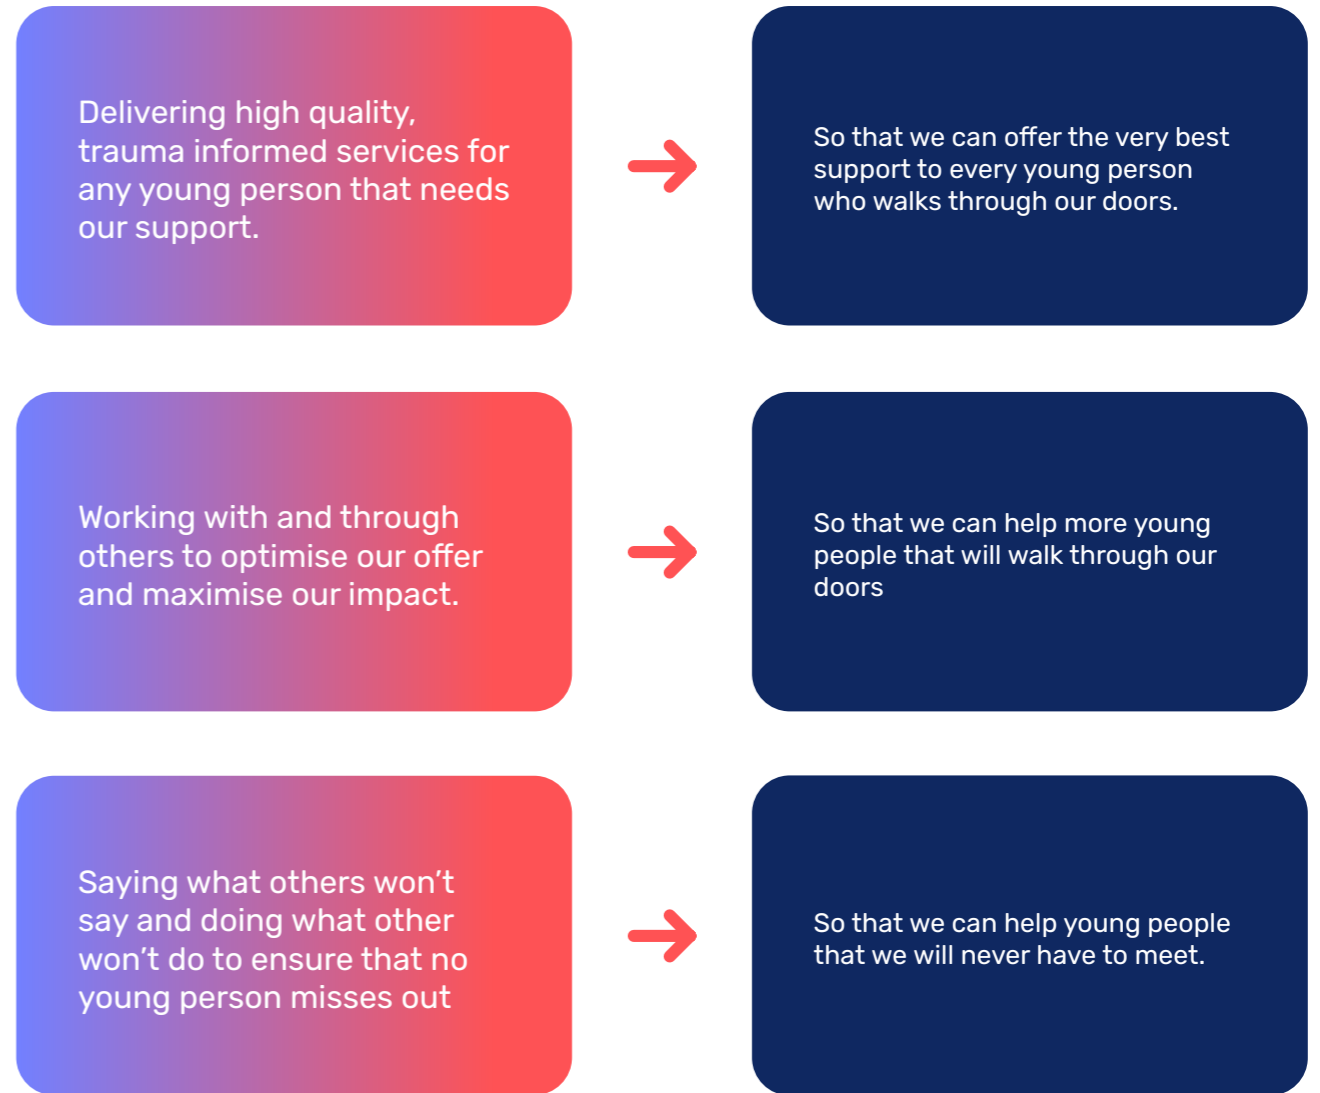 Delivering high quality,
trauma informed services for
any young person that needs
our support.
So that we can offer the very best
support to every young person
who walks through our doors.
Working with and through
others to optimise our offer
and maximise our impact.
So that we can help more young
people that will walk through our
doors
Saying what others won’t
say and doing what other
won’t do to ensure that no
young person misses out
So that we can help young people
that we will never have to meet.